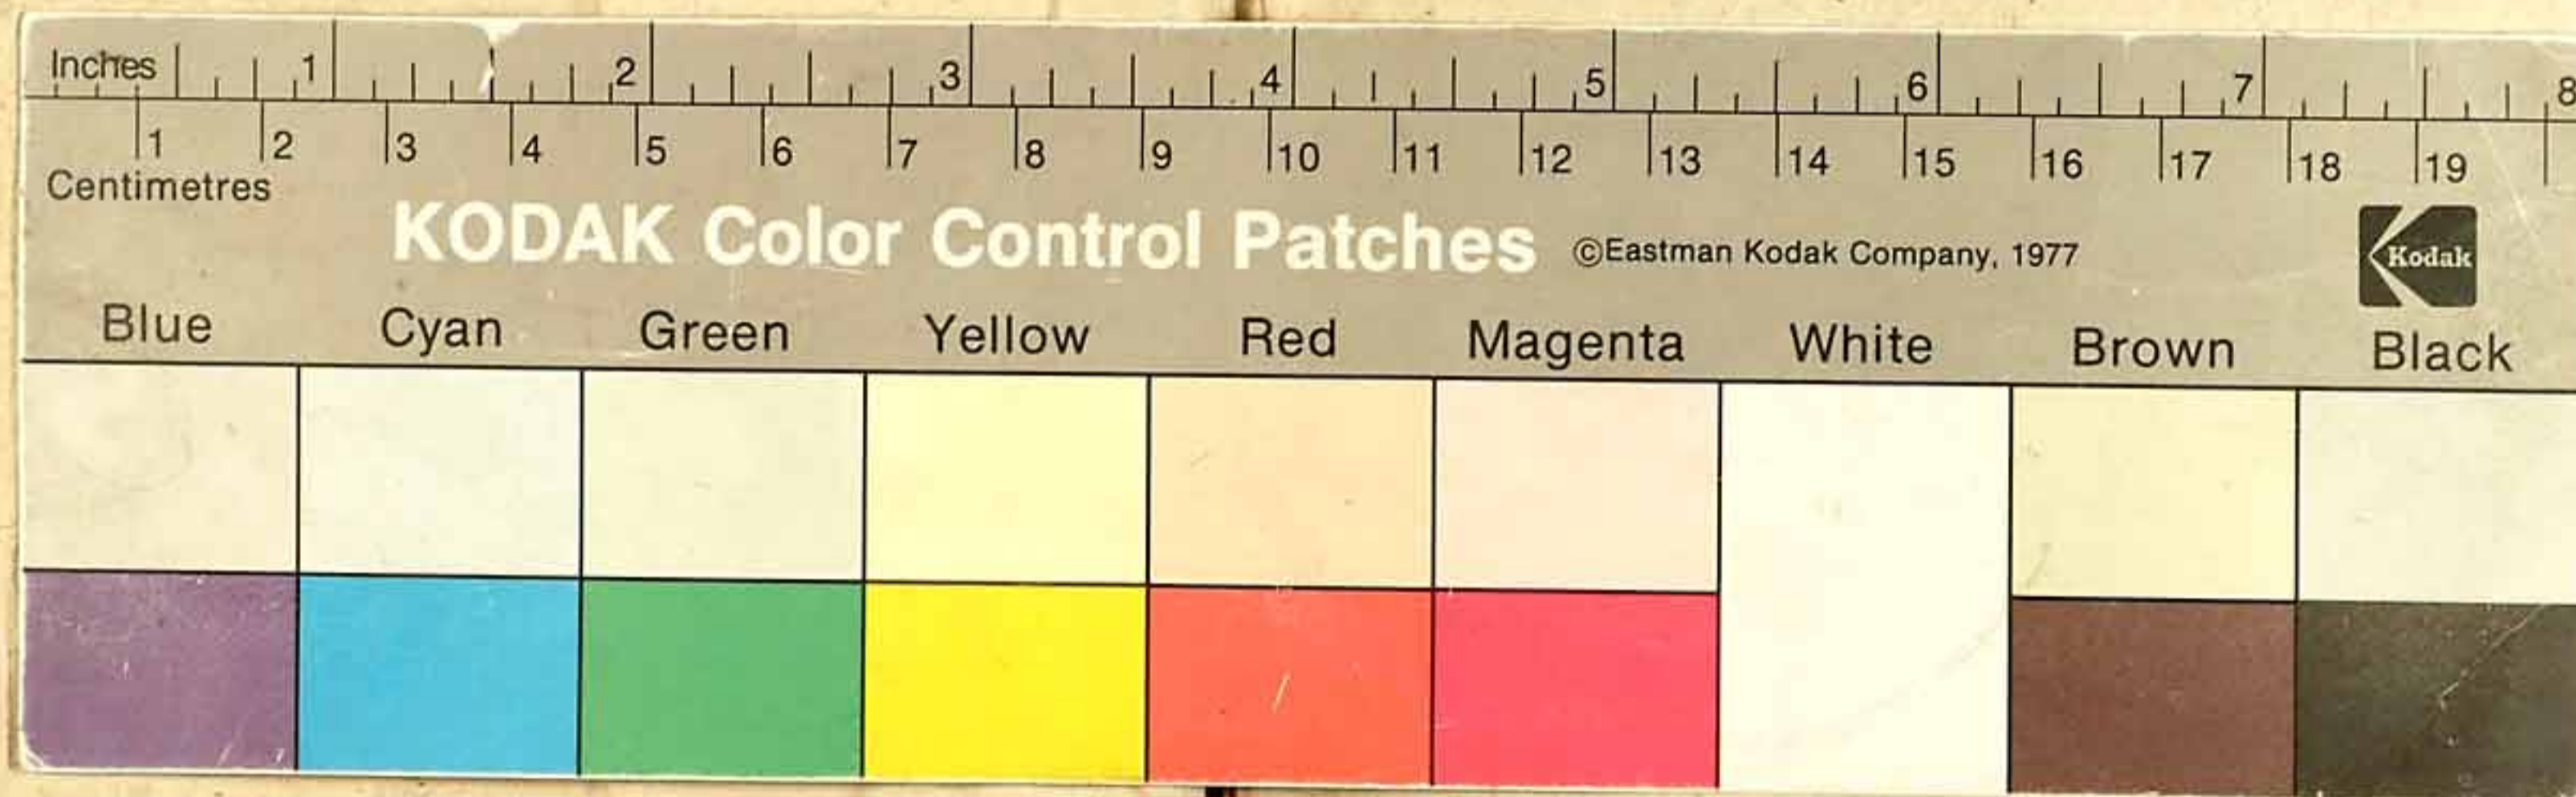 Inches 1 2 3 4 5 6 7 8
1 2 3 4 5 6 7 8 9 10 11 12 13 14 15 16 17 18 19
Centimetres
KODAK Color Control Patches ©Eastman Kodak Company, 1977 Kodak
Blue Cyan Green Yellow Red Magenta White Brown Black